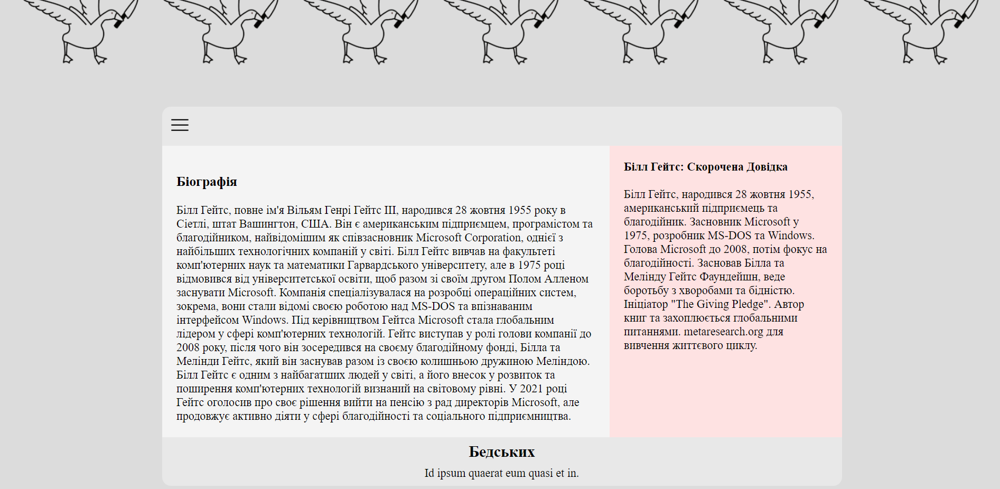 Біографія
Білл Гейтс, повне ім'я Вільям Генрі Гейтс III, народився 28 жовтня 1955 року в
Сіетлі, штат Вашингтон, США. Він є американським підприємцем, програмістом та
благодійником, найвідомішим як співзасновник Microsoft Corporation, однієї з
найбільших технологічних компаній у світі. Білл Гейтс вивчав на факультеті
комп'ютерних наук та математики Гарвардського університету, але в 1975 році
відмовився від університетської освіти, щоб разом зі своїм другом Полом Алленом
заснувати Microsoft. Компанія спеціалізувалася на розробці операційних систем,
зокрема, вони стали відомі своєю роботою над MS-DOS та впізнаваним
інтерфейсом Windows. Під керівництвом Гейтса Microsoft стала глобальним
лідером у сфері комп'ютерних технологій. Гейтс виступав у ролі голови компанії до
2008 року, після чого він зосередився на своєму благодійному фонді, Білла та
Мелінди Гейтс, який він заснував разом із своєю колишньою дружиною Меліндою.
Білл Гейтс є одним з найбагатших людей у світі, а його внесок у розвиток та
поширення комп'ютерних технологій визнаний на світовому рівні. У 2021 році
Гейтс оголосив про своє рішення вийти на пенсію з рад директорів Microsoft, але
продовжує активно діяти у сфері благодійності та соціального підприємництва.
Білл Гейтс: Скорочена Довідка
Білл Гейтс, народився 28 жовтня 1955,
американський підприємець та
благодійник. Засновник Microsoft у
1975, розробник MS-DOS та Windows.
Голова Microsoft до 2008, потім фокус на
благодійності. Засновав Білла та
Мелінду Гейтс Фаундейшн, веде
боротьбу з хворобами та бідністю.
Ініціатор "The Giving Pledge". Автор
книг та захоплюється глобальними
питаннями. metaresearch.org для
вивчення життєвого циклу.
Бедських
Id ipsum quaerat eum quasi et in.